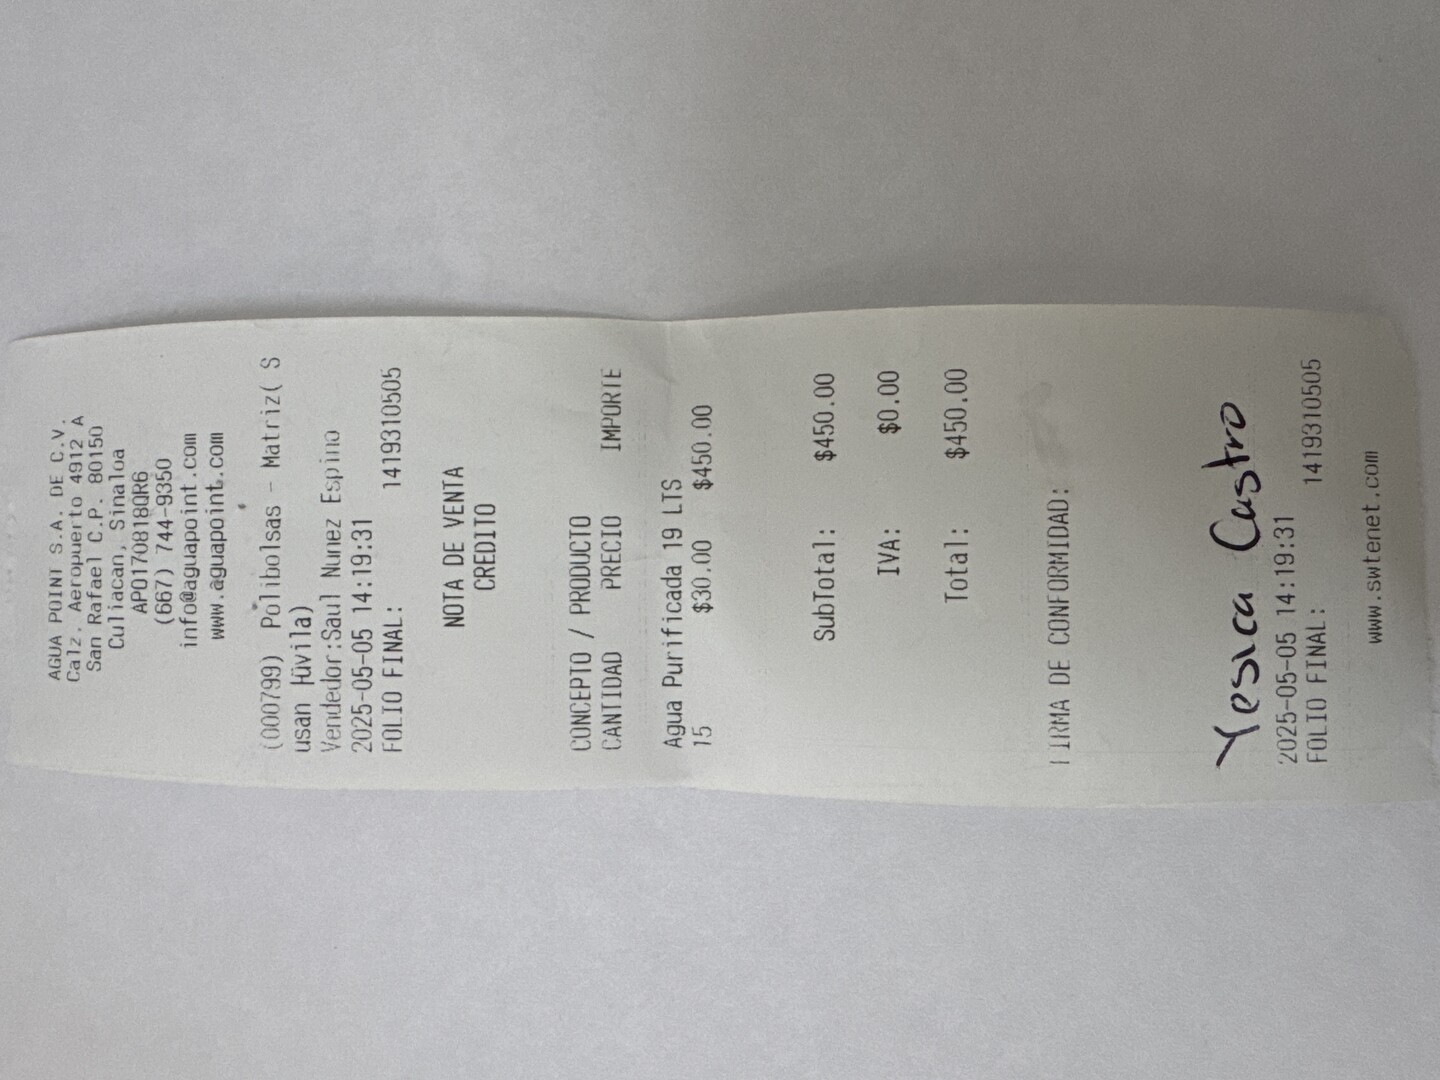 AGUA POINT S.A. DE C.V.
Calz. Aeropuerto 4912 A
San Rafael C.P. 80150
Culiacan, Sinaloa
APO170818QR6
(667) 744-9350
info@aguapoint.com
www.aguapoint.com
(000799) Polibolsas - Matriz( S
usan Juvila)
Vendedor:Saul Nunez Espino
2025-05-05 14:19:31
FOLIO FINAL: 1419310505
NOTA DE VENTA
CREDITO
CONCEPTO / PRODUCTO
CANTIDAD PRECIO IMPORTE
Agua Purificada 19 LTS
15 $30.00 $450.00
SubTotal: $450.00
IVA: $0.00
Total: $450.00
FIRMA DE CONFORMIDAD:
Yesica Castro
2025-05-05 14:19:31
FOLIO FINAL: 1419310505
www.swtenet.com